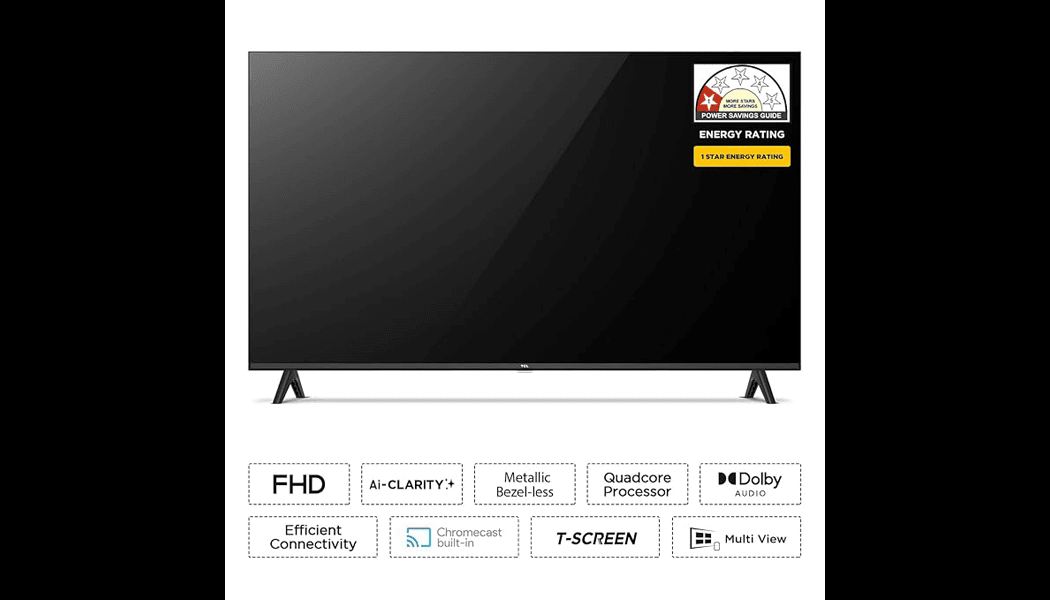 MORE STARS
MORE SAVINGS
POWER SAVINGS GUIDE
ENERGY RATING
1 STAR ENERGY RATING
TCL
FHD
Ai-CLARITY
Metallic
Bezel-less
Quadcore
Processor
Dolby
AUDIO
Efficient
Connectivity
Chromecast
built-in
T-SCREEN
Multi View